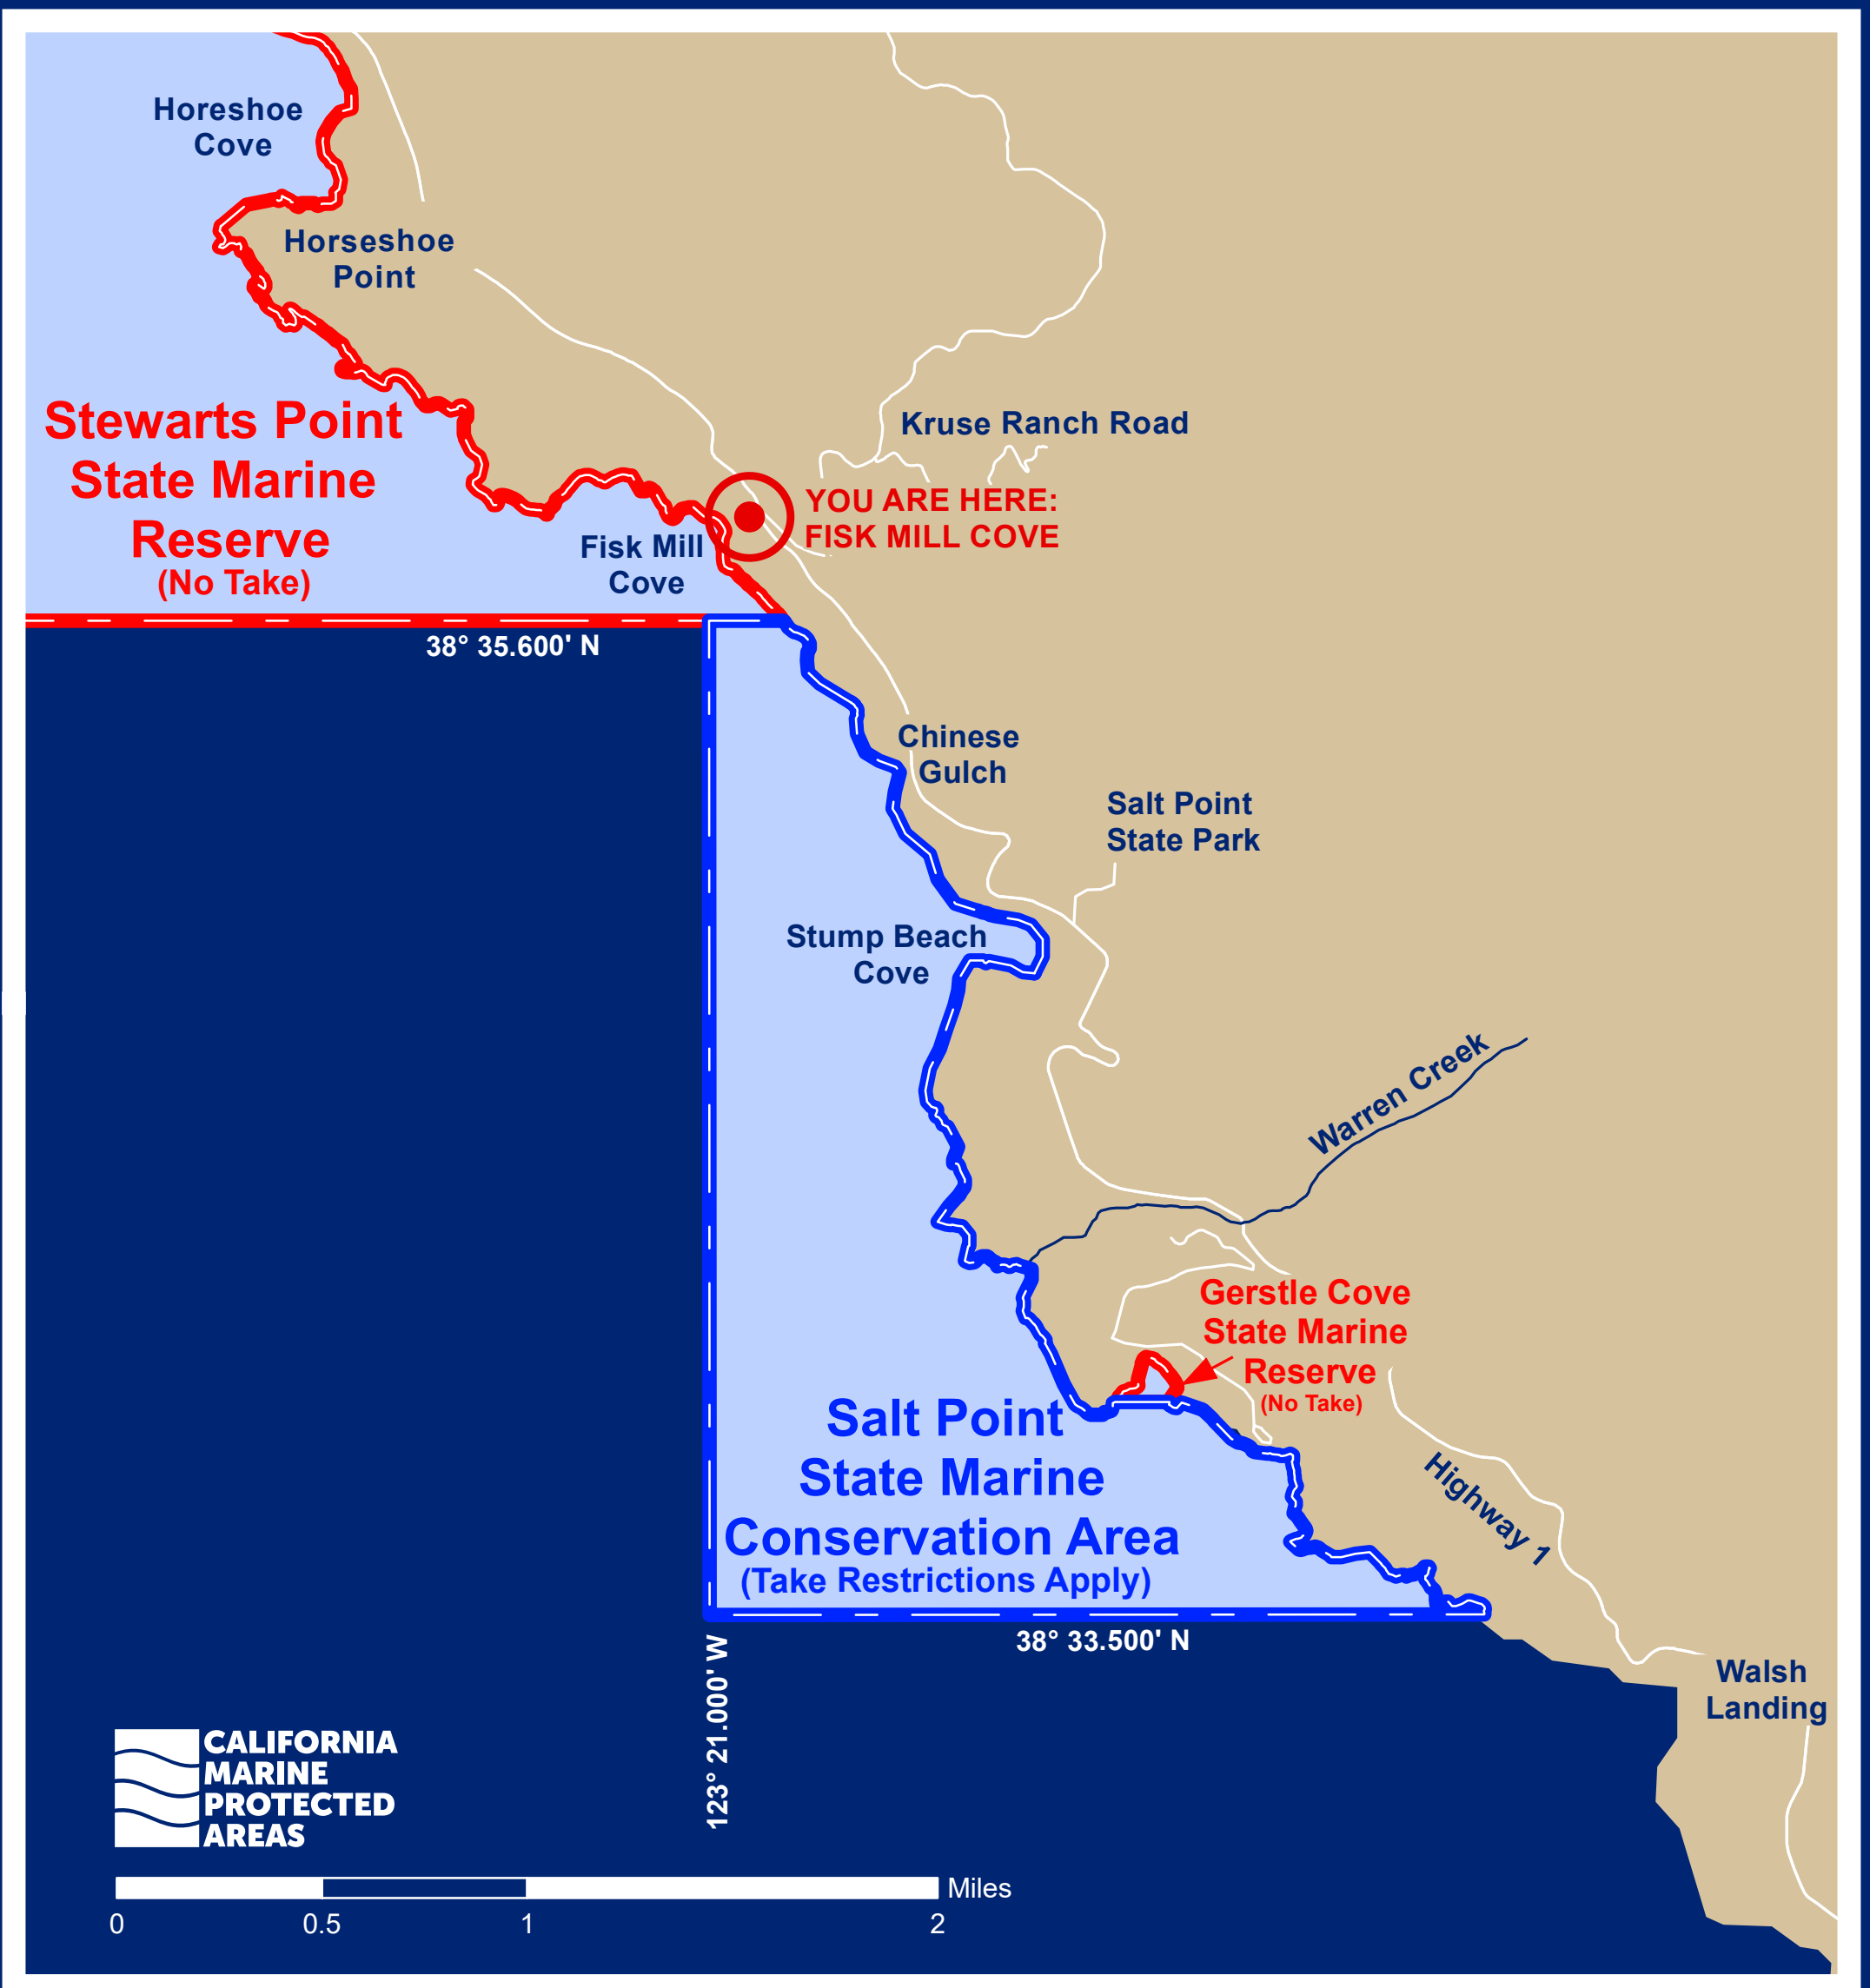 Horeshoe
Cove
Horseshoe
Point
Stewarts Point
State Marine
Reserve
(No Take)
Kruse Ranch Road
YOU ARE HERE:
FISK MILL COVE
Fisk Mill
Cove
38° 35.600' N
Chinese
Gulch
Salt Point
State Park
Stump Beach
Cove
Warren Creek
Gerstle Cove
State Marine
Reserve
(No Take)
Salt Point
State Marine
Conservation Area
(Take Restrictions Apply)
Highway 1
38° 33.500' N
123° 21.000' W
Walsh
Landing
CALIFORNIA
MARINE
PROTECTED
AREAS
Miles
0 0.5 1 2